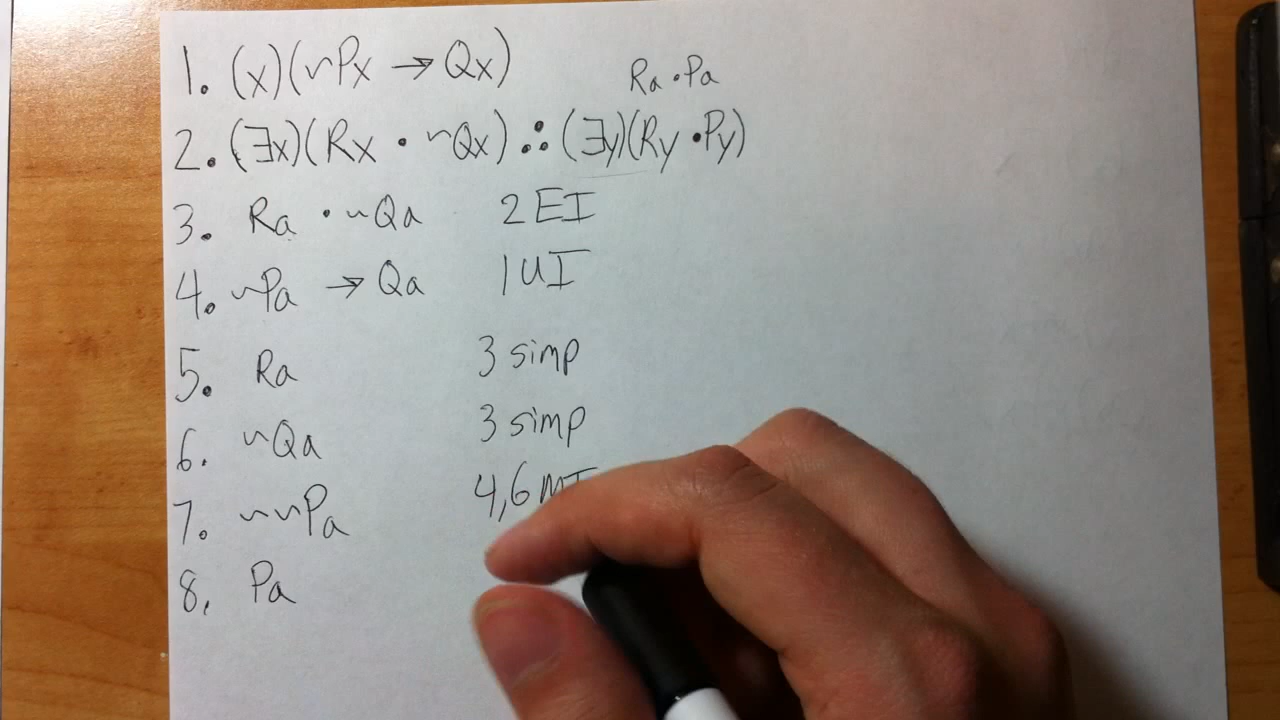 1. (x)(~Px → Qx)
Ra • Pa
2. (∃x)(Rx • ~Qx) ∴ (∃y)(Ry • Py)
3. Ra • ~Qa 2 EI
4. ~Pa → Qa 1 UI
5. Ra 3 simp
6. ~Qa 3 simp
7. ~~Pa 4,6 MT
8. Pa